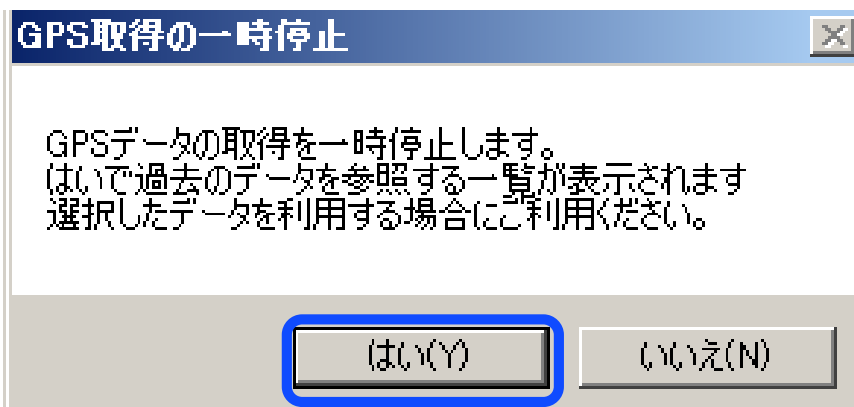 GPS取得の一時停止
GPSデータの取得を一時停止します。
はいで過去のデータを参照する一覧が表示されます
選択したデータを利用する場合にご利用ください。
はい(Y)
いいえ(N)